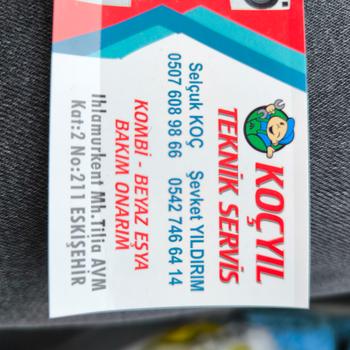 KOÇYIL
TEKNİK SERVİS
Selçuk KOÇ Şevket YILDIRIM
0507 608 98 66 0542 746 64 14
KOMBİ - BEYAZ EŞYA
BAKIM ONARIM
Ihlamurkent Mh.Tilia AVM
Kat:2 No:211 ESKİŞEHİR